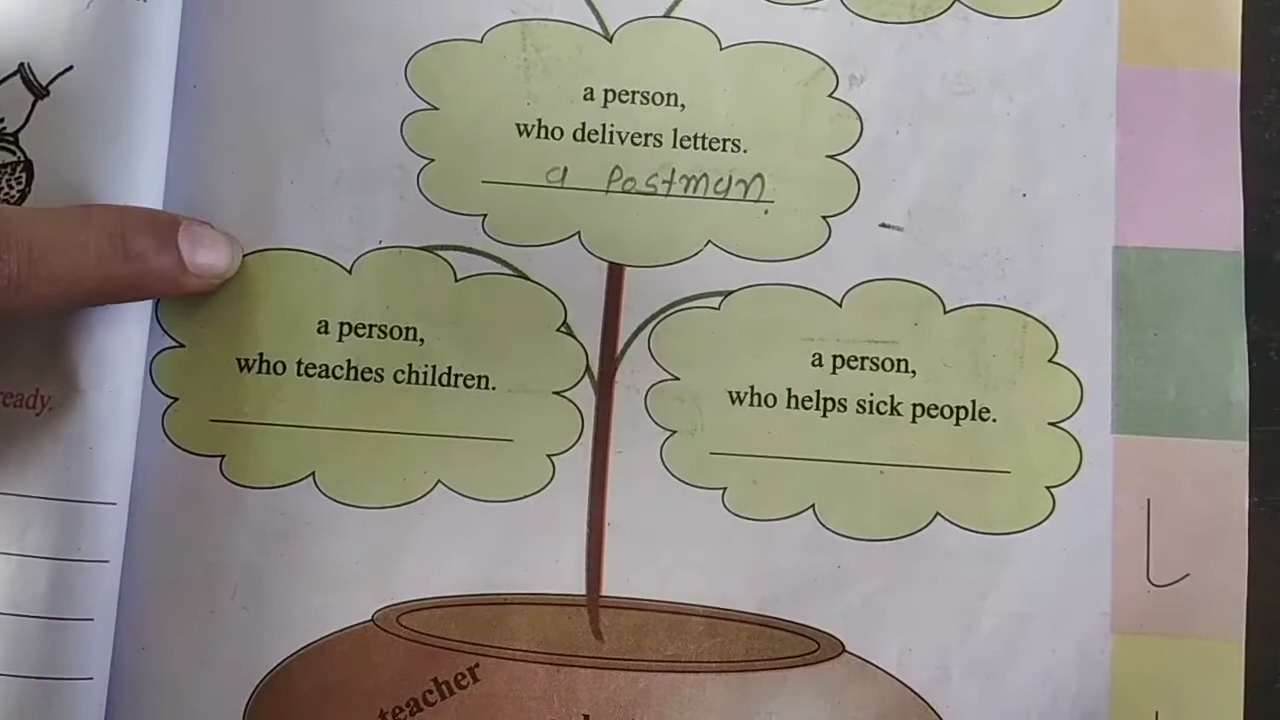 a person,
who delivers letters.
a Postman.
a person,
who teaches children.
a person,
who helps sick people.
ready.
teacher